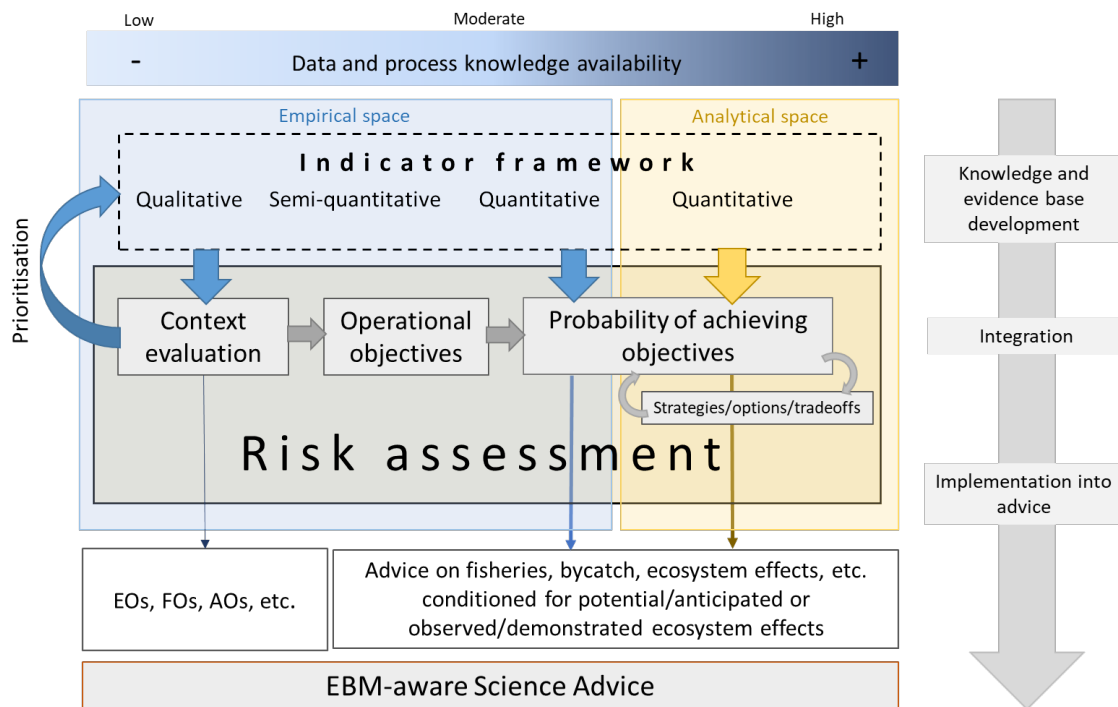 Low
Moderate
High
-
Data and process knowledge availability
+
Empirical space
Analytical space
Indicator framework
Qualitative
Semi-quantitative
Quantitative
Quantitative
Prioritisation
Context
evaluation
Operational
objectives
Probability of achieving
objectives
Strategies/options/tradeoffs
Risk assessment
EOs, FOs, AOs, etc.
Advice on fisheries, bycatch, ecosystem effects, etc.
conditioned for potential/anticipated or
observed/demonstrated ecosystem effects
EBM-aware Science Advice
Knowledge and
evidence base
development
Integration
Implementation into
advice